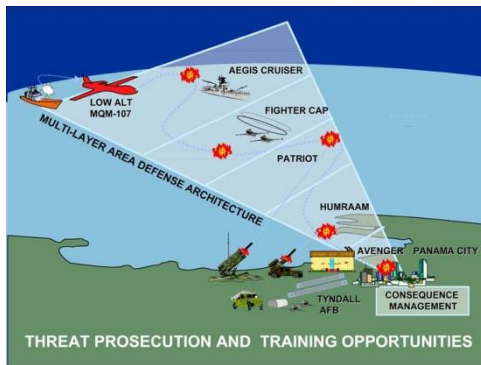 AEGIS CRUISER
LOW ALT
MQM-107
FIGHTER CAP
MULTI-LAYER AREA DEFENSE ARCHITECTURE
PATRIOT
HUMRAAM
AVENGER
PANAMA CITY
TYNDALL
AFB
CONSEQUENCE
MANAGEMENT
THREAT PROSECUTION AND TRAINING OPPORTUNITIES